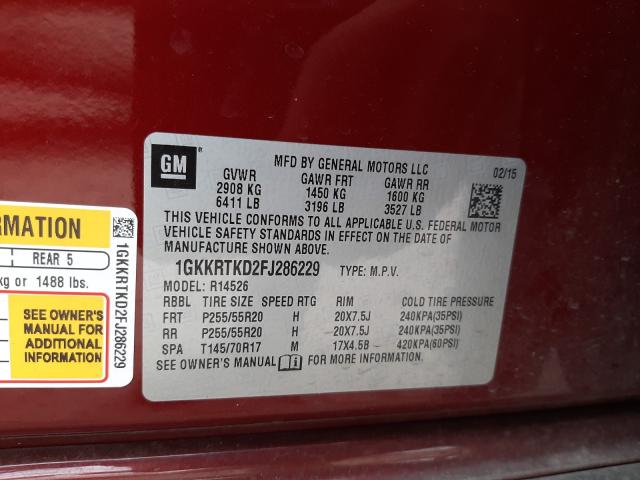 GM
MFD BY GENERAL MOTORS LLC
02/15
GVWR GAWR FRT GAWR RR
2908 KG 1450 KG 1600 KG
6411 LB 3196 LB 3527 LB
THIS VEHICLE CONFORMS TO ALL APPLICABLE U.S. FEDERAL MOTOR
VEHICLE SAFETY STANDARDS IN EFFECT ON THE DATE OF
MANUFACTURE SHOWN ABOVE.
1GKKRTKD2FJ286229 TYPE: M.P.V.
MODEL: R14526
RBBL TIRE SIZE SPEED RTG RIM COLD TIRE PRESSURE
FRT P255/55R20 H 20X7.5J 240KPA(35PSI)
RR P255/55R20 H 20X7.5J 240KPA(35PSI)
SPA T145/70R17 M 17X4.5B 420KPA(60PSI)
SEE OWNER'S MANUAL FOR MORE INFORMATION.
RMATION
REAR 5
kg or 1488 lbs.
SEE OWNER'S
MANUAL FOR
ADDITIONAL
INFORMATION
1GKKRTKD2FJ286229